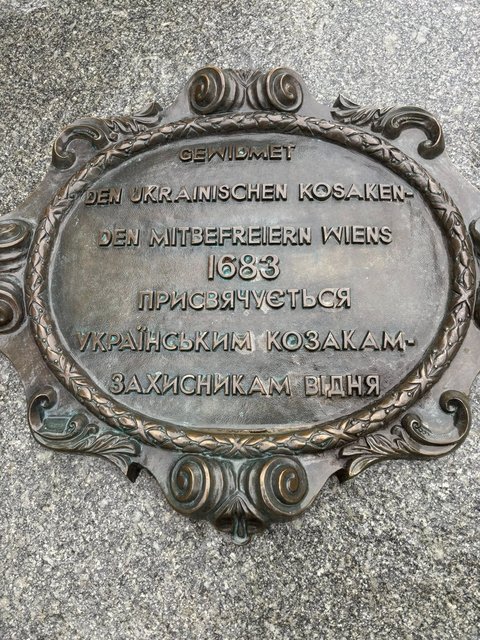 GEWIDMET
DEN UKRAINISCHEN KOSAKEN-
DEN MITBEFREIERN WIENS
1683
ПРИСВЯЧУЄТЬСЯ
УКРАЇНСЬКИМ КОЗАКАМ-
ЗАХИСНИКАМ ВІДНЯ